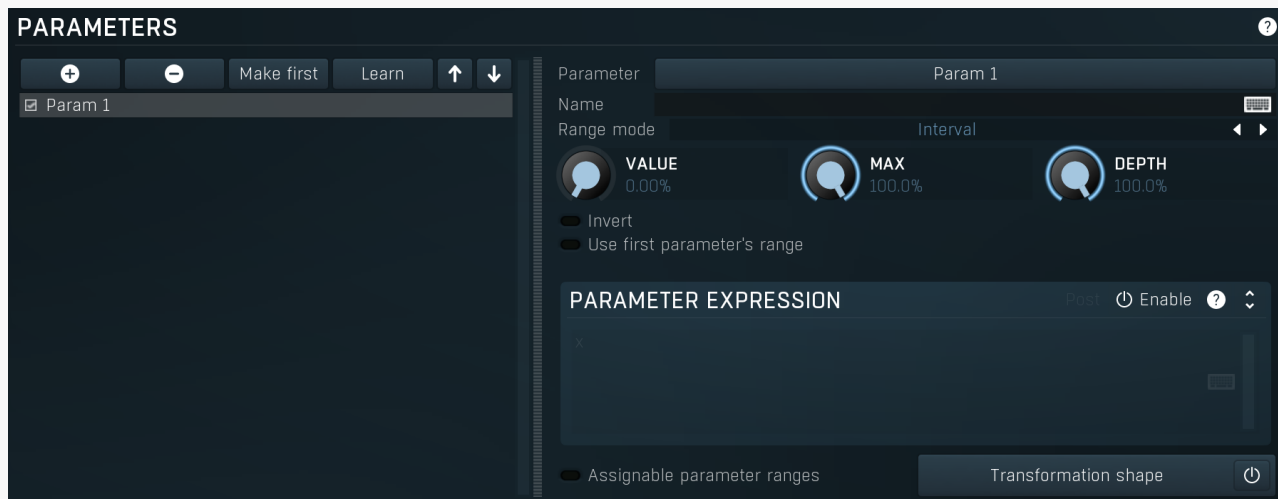 PARAMETERS ?
+ - Make first Learn ↑ ↓
Param 1
Parameter Param 1
Name
Range mode Interval
VALUE
0.00%
MAX
100.0%
DEPTH
100.0%
Invert
Use first parameter's range
PARAMETER EXPRESSION Post Enable ?
x
Assignable parameter ranges
Transformation shape